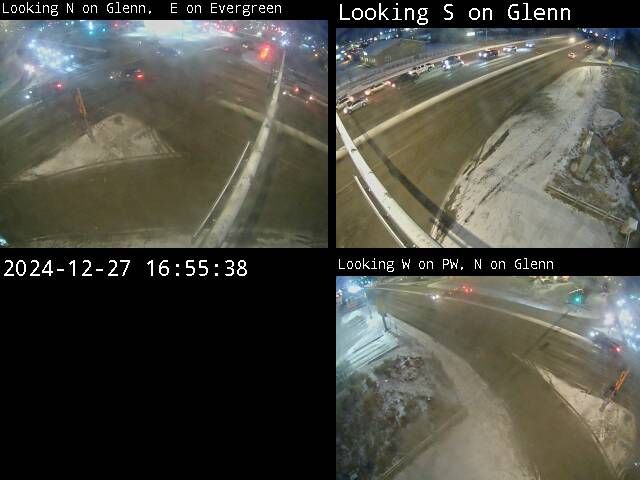 Looking N on Glenn,  E on Evergreen
Looking S on Glenn
2024-12-27 16:55:38
Looking W on PW, N on Glenn